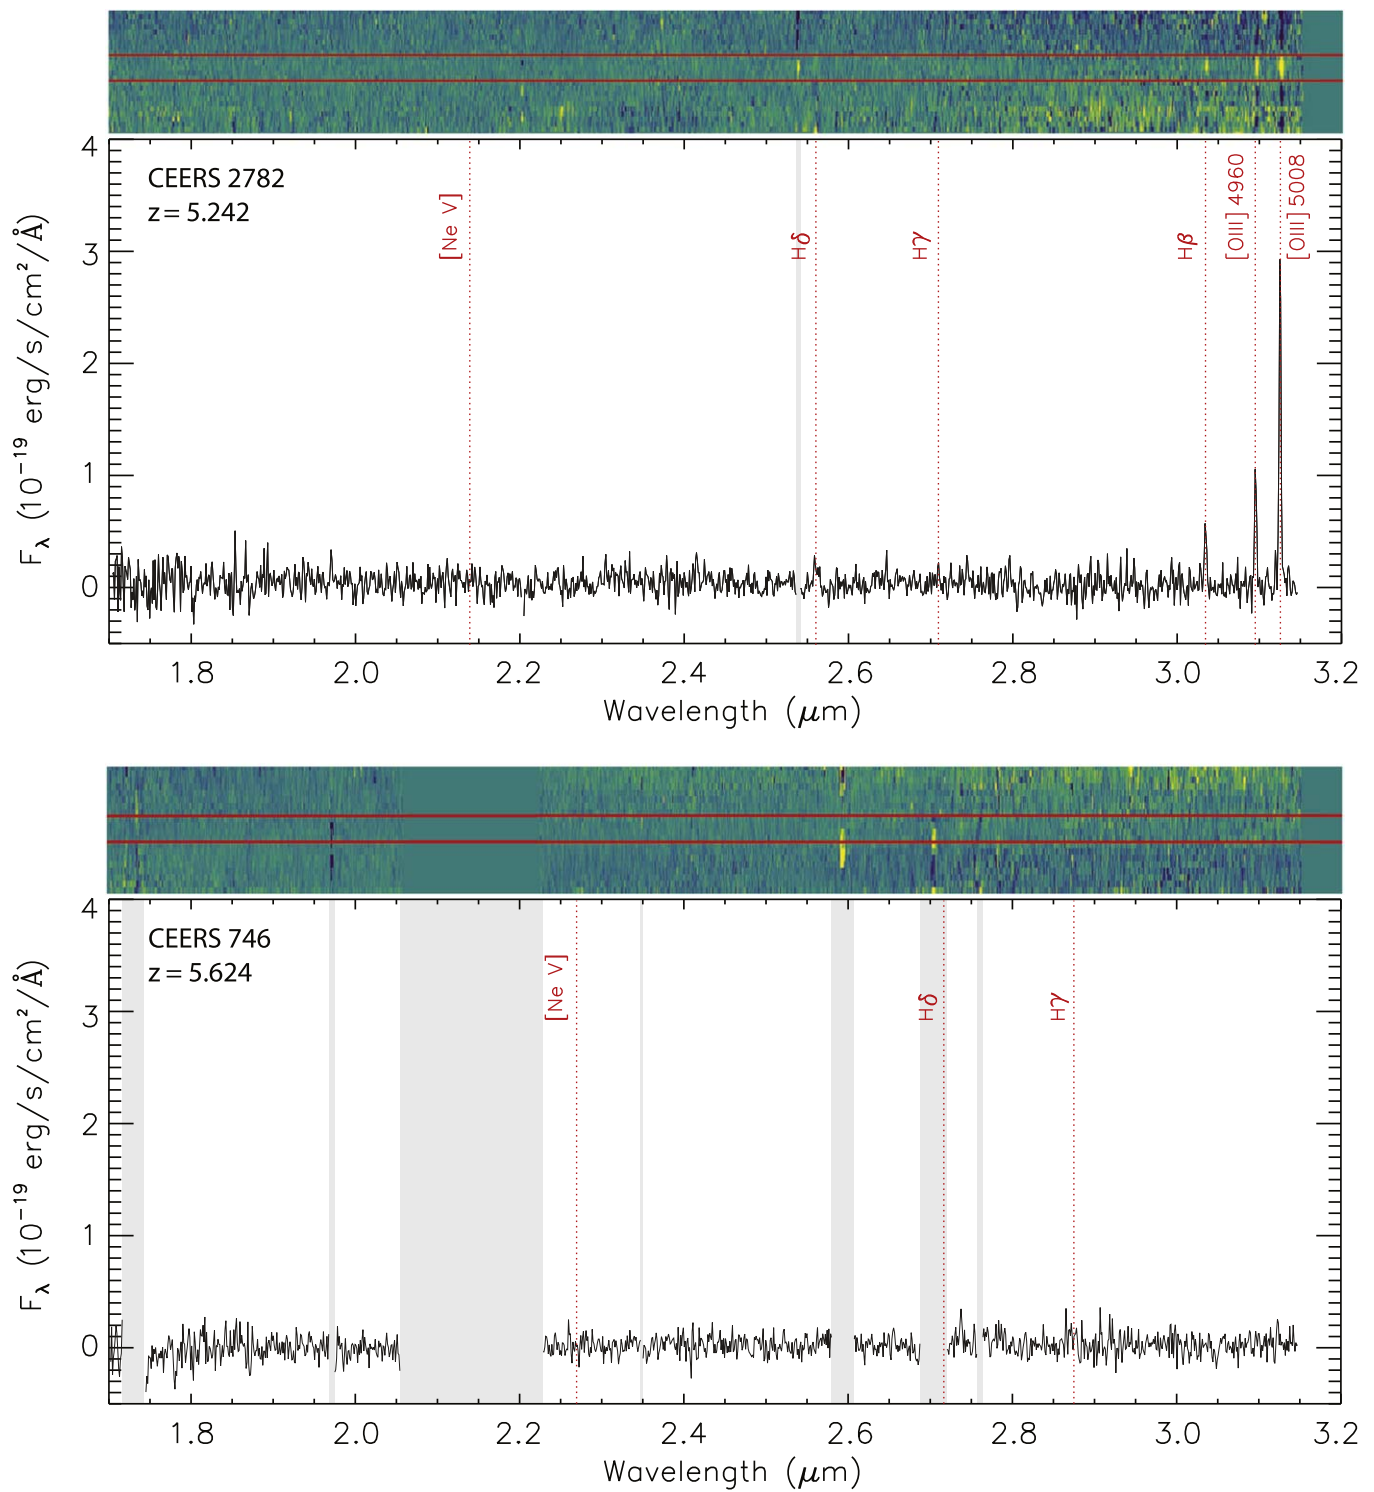 4
CEERS 2782
z = 5.242
[Ne V]
Hδ
Hγ
Hβ
[OIII] 4960
[OIII] 5008
3
2
1
0
Fλ (10⁻¹⁹ erg/s/cm²/Å)
1.8 2.0 2.2 2.4 2.6 2.8 3.0 3.2
Wavelength (μm)
4
CEERS 746
z = 5.624
[Ne V]
Hδ
Hγ
3
2
1
0
Fλ (10⁻¹⁹ erg/s/cm²/Å)
1.8 2.0 2.2 2.4 2.6 2.8 3.0 3.2
Wavelength (μm)